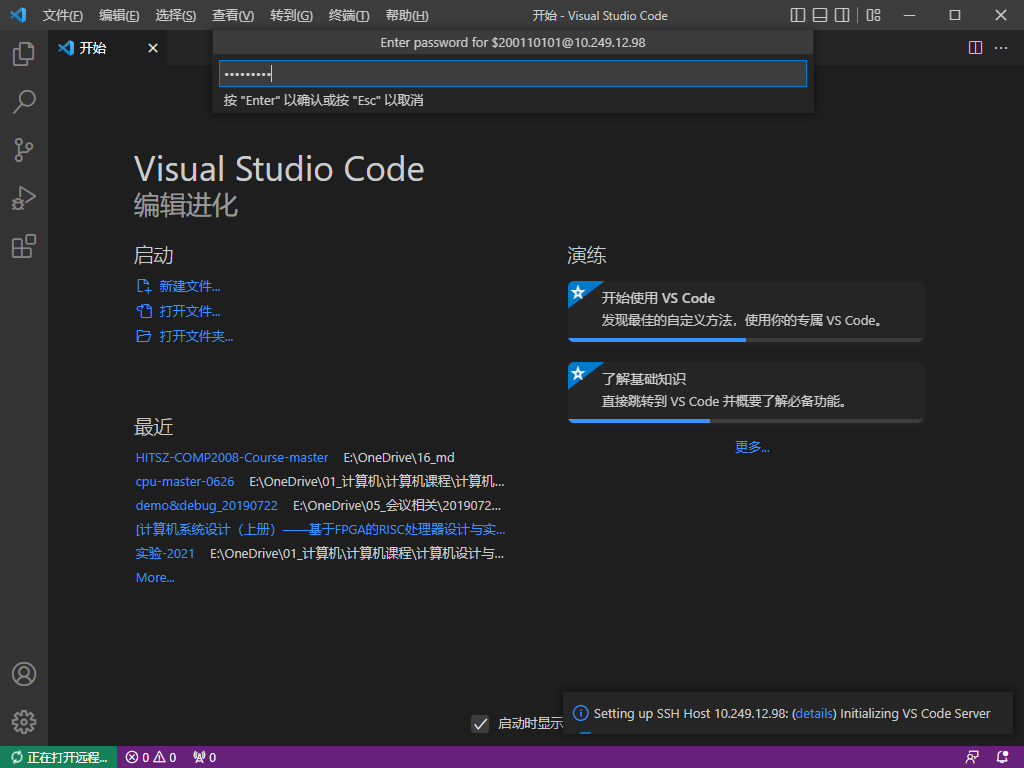 文件(F) 编辑(E) 选择(S) 查看(V) 转到(G) 终端(T) 帮助(H) 开始 - Visual Studio Code
开始
Enter password for $200110101@10.249.12.98
•••••••••
按 "Enter" 以确认或按 "Esc" 以取消
Visual Studio Code
编辑进化
启动
新建文件...
打开文件...
打开文件夹...
最近
HITSZ-COMP2008-Course-master E:\OneDrive\16_md
cpu-master-0626 E:\OneDrive\01_计算机\计算机课程\计算机...
demo&debug_20190722 E:\OneDrive\05_会议相关\2019072...
[计算机系统设计（上册）——基于FPGA的RISC处理器设计与实...
实验-2021 E:\OneDrive\01_计算机\计算机课程\计算机设计与...
More...
演练
开始使用 VS Code
发现最佳的自定义方法，使用你的专属 VS Code。
了解基础知识
直接跳转到 VS Code 并概要了解必备功能。
更多...
启动时显示
Setting up SSH Host 10.249.12.98: (details) Initializing VS Code Server
正在打开远程... 0 0 0